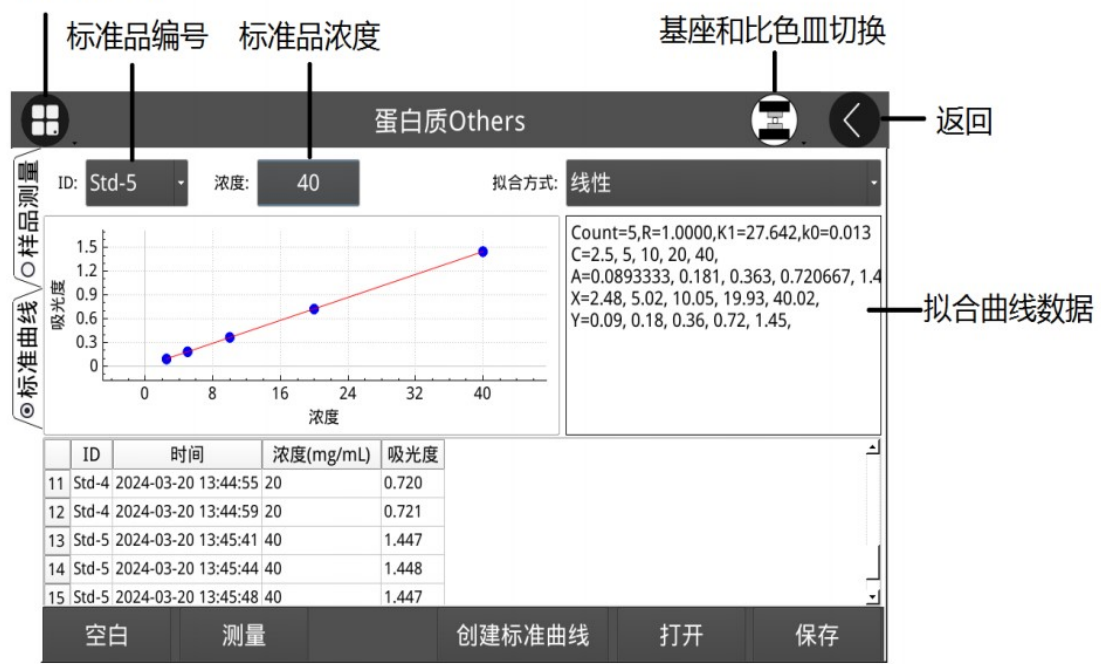 标准品编号 标准品浓度 基座和比色皿切换
蛋白质Others
返回
样品测量
标准曲线
ID: Std-5 浓度: 40 拟合方式: 线性
吸光度
1.5
1.2
0.9
0.6
0.3
0
0 8 16 24 32 40
浓度
Count=5,R=1.0000,K1=27.642,k0=0.013
C=2.5, 5, 10, 20, 40,
A=0.0893333, 0.181, 0.363, 0.720667, 1.4
X=2.48, 5.02, 10.05, 19.93, 40.02,
Y=0.09, 0.18, 0.36, 0.72, 1.45,
拟合曲线数据
ID 时间 浓度(mg/mL) 吸光度
11 Std-4 2024-03-20 13:44:55 20 0.720
12 Std-4 2024-03-20 13:44:59 20 0.721
13 Std-5 2024-03-20 13:45:41 40 1.447
14 Std-5 2024-03-20 13:45:44 40 1.448
15 Std-5 2024-03-20 13:45:48 40 1.447
空白 测量 创建标准曲线 打开 保存